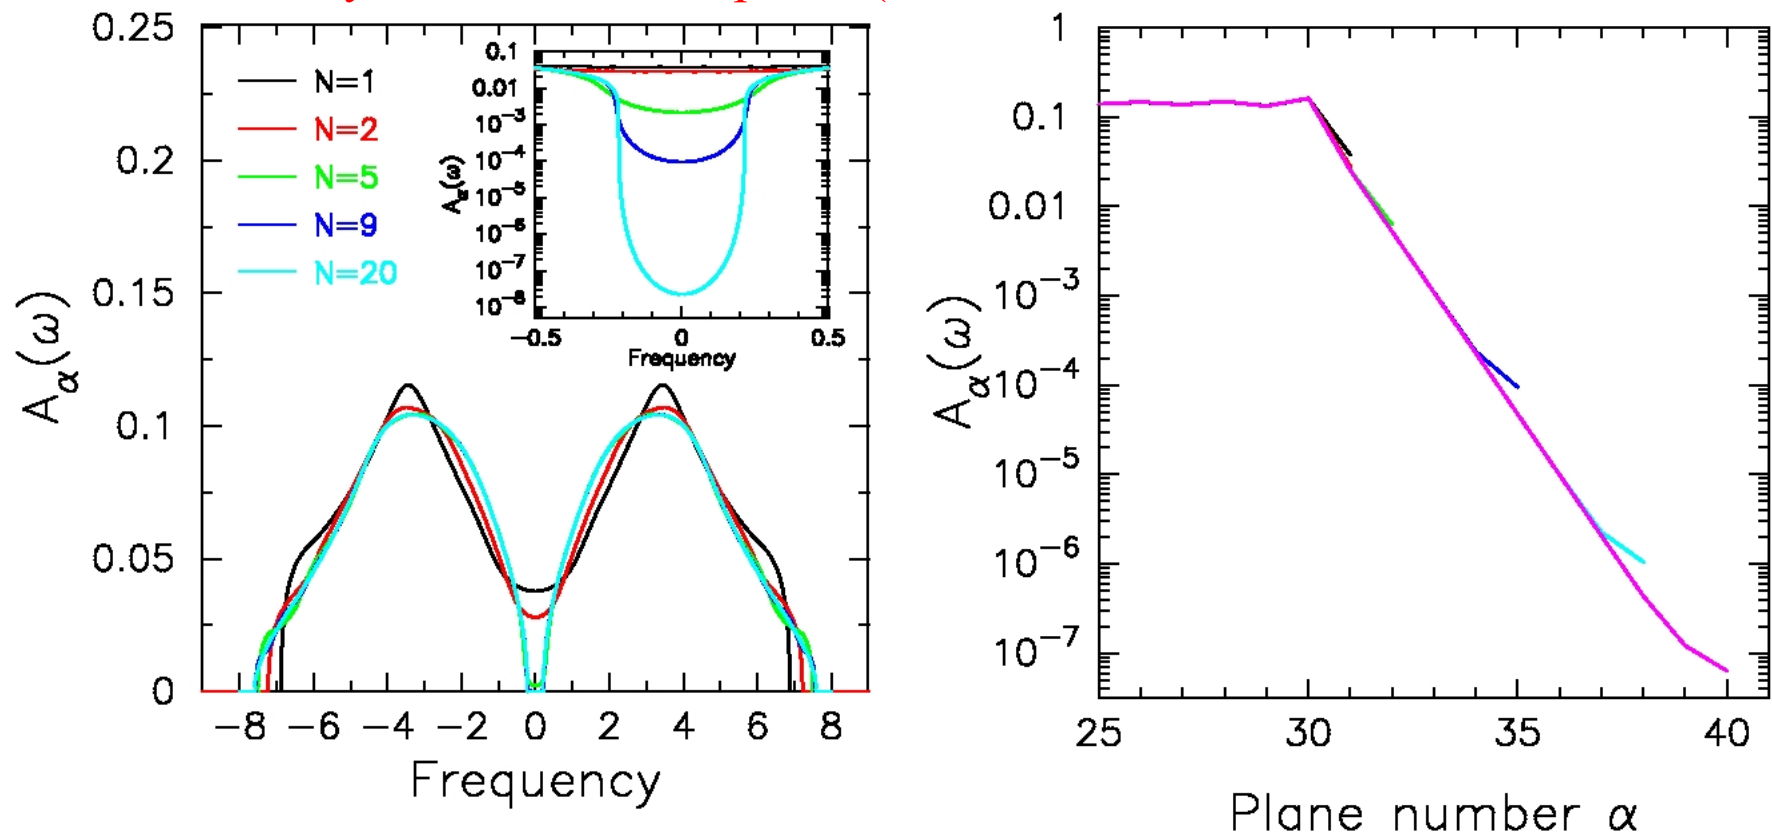 0.25
0.2
0.15
0.1
0.05
0
−8 −6 −4 −2 0 2 4 6 8
Frequency
A_α(ω)
N=1
N=2
N=5
N=9
N=20
0.1
0.01
10^−3
10^−4
10^−5
10^−6
10^−7
10^−8
−0.5 0 0.5
Frequency
A_α(ω)
1
0.1
0.01
10^−3
10^−4
10^−5
10^−6
10^−7
25 30 35 40
Plane number α
A_α(ω)